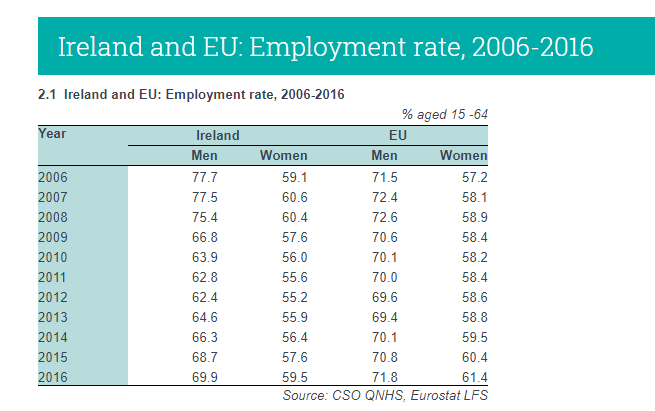 Ireland and EU: Employment rate, 2006-2016
2.1 Ireland and EU: Employment rate, 2006-2016
% aged 15 -64
Year Ireland EU
Men Women Men Women
2006 77.7 59.1 71.5 57.2
2007 77.5 60.6 72.4 58.1
2008 75.4 60.4 72.6 58.9
2009 66.8 57.6 70.6 58.4
2010 63.9 56.0 70.1 58.2
2011 62.8 55.6 70.0 58.4
2012 62.4 55.2 69.6 58.6
2013 64.6 55.9 69.4 58.8
2014 66.3 56.4 70.1 59.5
2015 68.7 57.6 70.8 60.4
2016 69.9 59.5 71.8 61.4
Source: CSO QNHS, Eurostat LFS